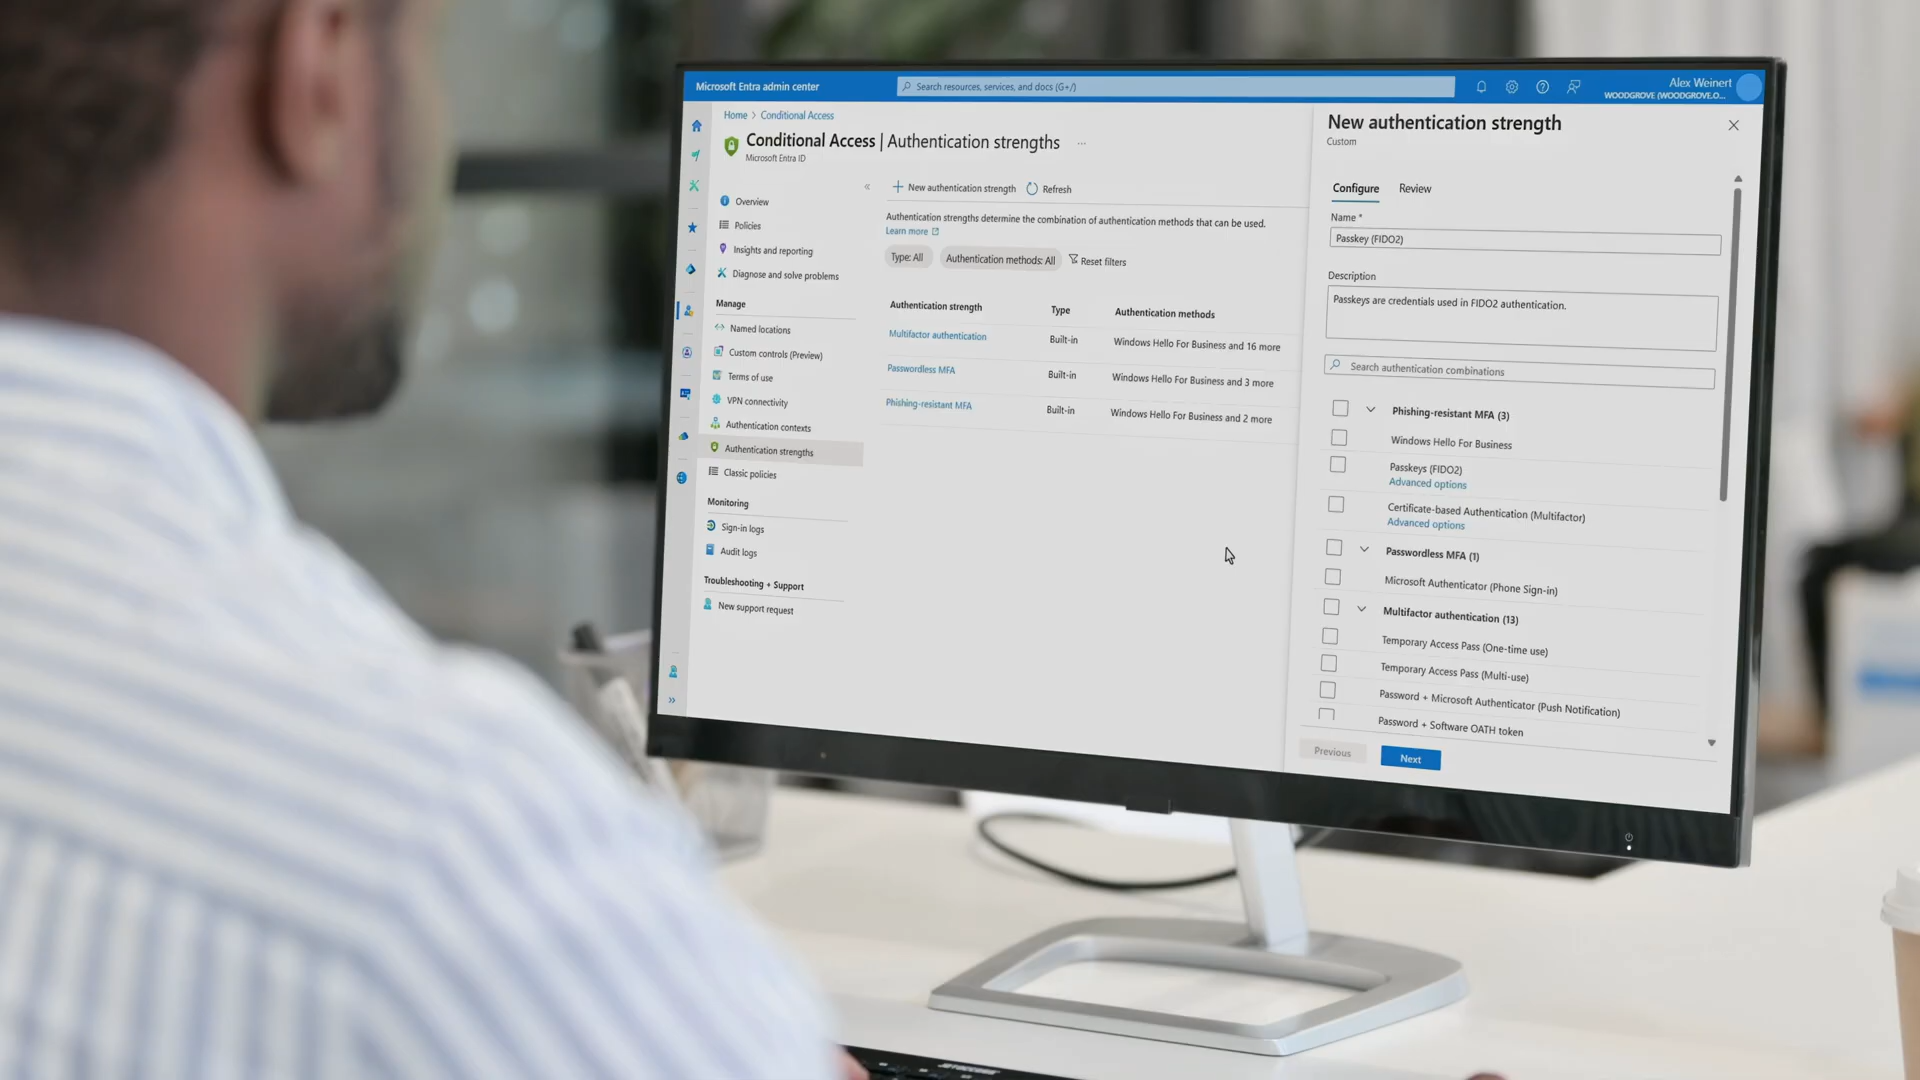 Microsoft Entra admin center
Search resources, services, and docs (G+/)
Alex Weinert
WOODGROVE (WOODGROVE.O...
Home > Conditional Access
Conditional Access | Authentication strengths ...
Microsoft Entra ID
Overview
Policies
Insights and reporting
Diagnose and solve problems
Manage
Named locations
Custom controls (Preview)
Terms of use
VPN connectivity
Authentication contexts
Authentication strengths
Classic policies
Monitoring
Sign-in logs
Audit logs
Troubleshooting + Support
New support request
New authentication strength
Refresh
Authentication strengths determine the combination of authentication methods that can be used.
Learn more
Type: All
Authentication methods: All
Reset filters
Authentication strength Type Authentication methods
Multifactor authentication Built-in Windows Hello For Business and 16 more
Passwordless MFA Built-in Windows Hello For Business and 3 more
Phishing-resistant MFA Built-in Windows Hello For Business and 2 more
New authentication strength
Custom
Configure Review
Name *
Passkey (FIDO2)
Description
Passkeys are credentials used in FIDO2 authentication.
Search authentication combinations
Phishing-resistant MFA (3)
Windows Hello For Business
Passkeys (FIDO2)
Advanced options
Certificate-based Authentication (Multifactor)
Advanced options
Passwordless MFA (1)
Microsoft Authenticator (Phone Sign-in)
Multifactor authentication (13)
Temporary Access Pass (One-time use)
Temporary Access Pass (Multi-use)
Password + Microsoft Authenticator (Push Notification)
Password + Software OATH token
Previous Next